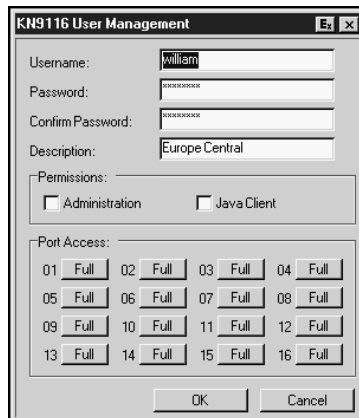 KN9116 User Management Ex
Username: william
Password: ********
Confirm Password: ********
Description: Europe Central
Permissions:
Administration Java Client
Port Access:
01 Full 02 Full 03 Full 04 Full
05 Full 06 Full 07 Full 08 Full
09 Full 10 Full 11 Full 12 Full
13 Full 14 Full 15 Full 16 Full
OK Cancel